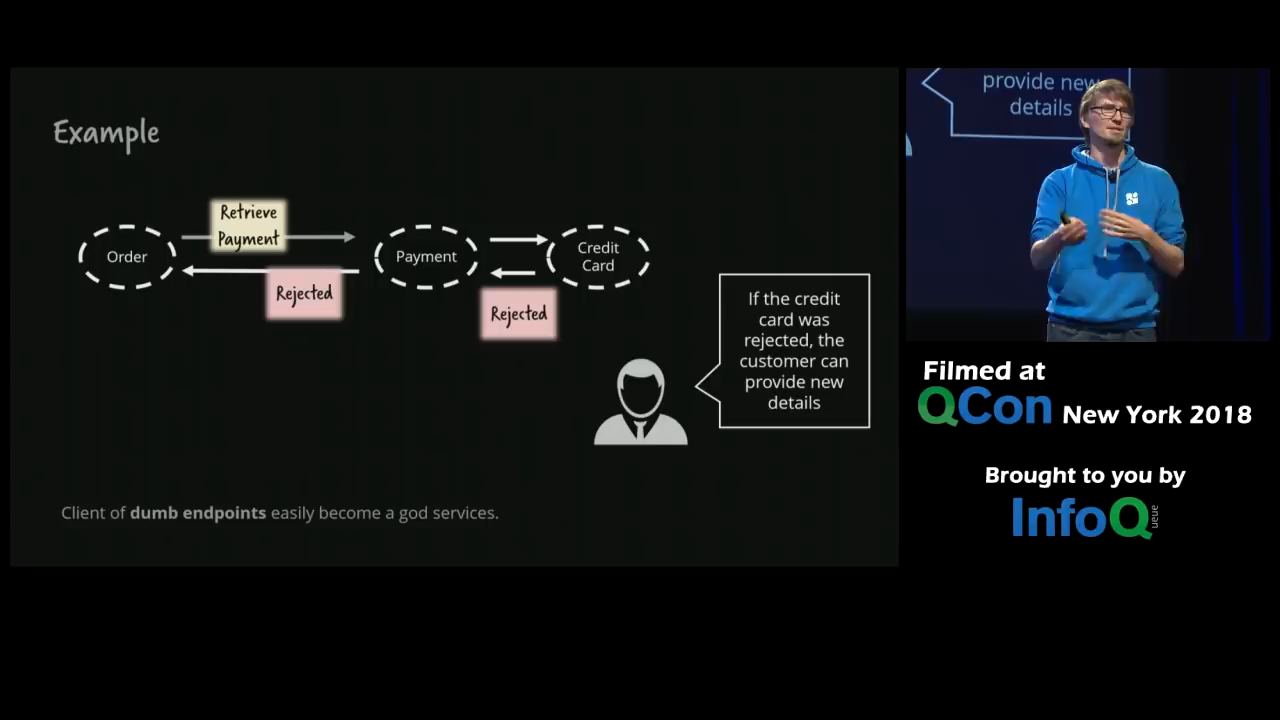 Example
Retrieve
Payment
Order
Payment
Credit
Card
Rejected
Rejected
If the credit
card was
rejected, the
customer can
provide new
details
Client of dumb endpoints easily become a god services.
provide new
details
Filmed at
QCon New York 2018
Brought to you by
InfoQ
ueue